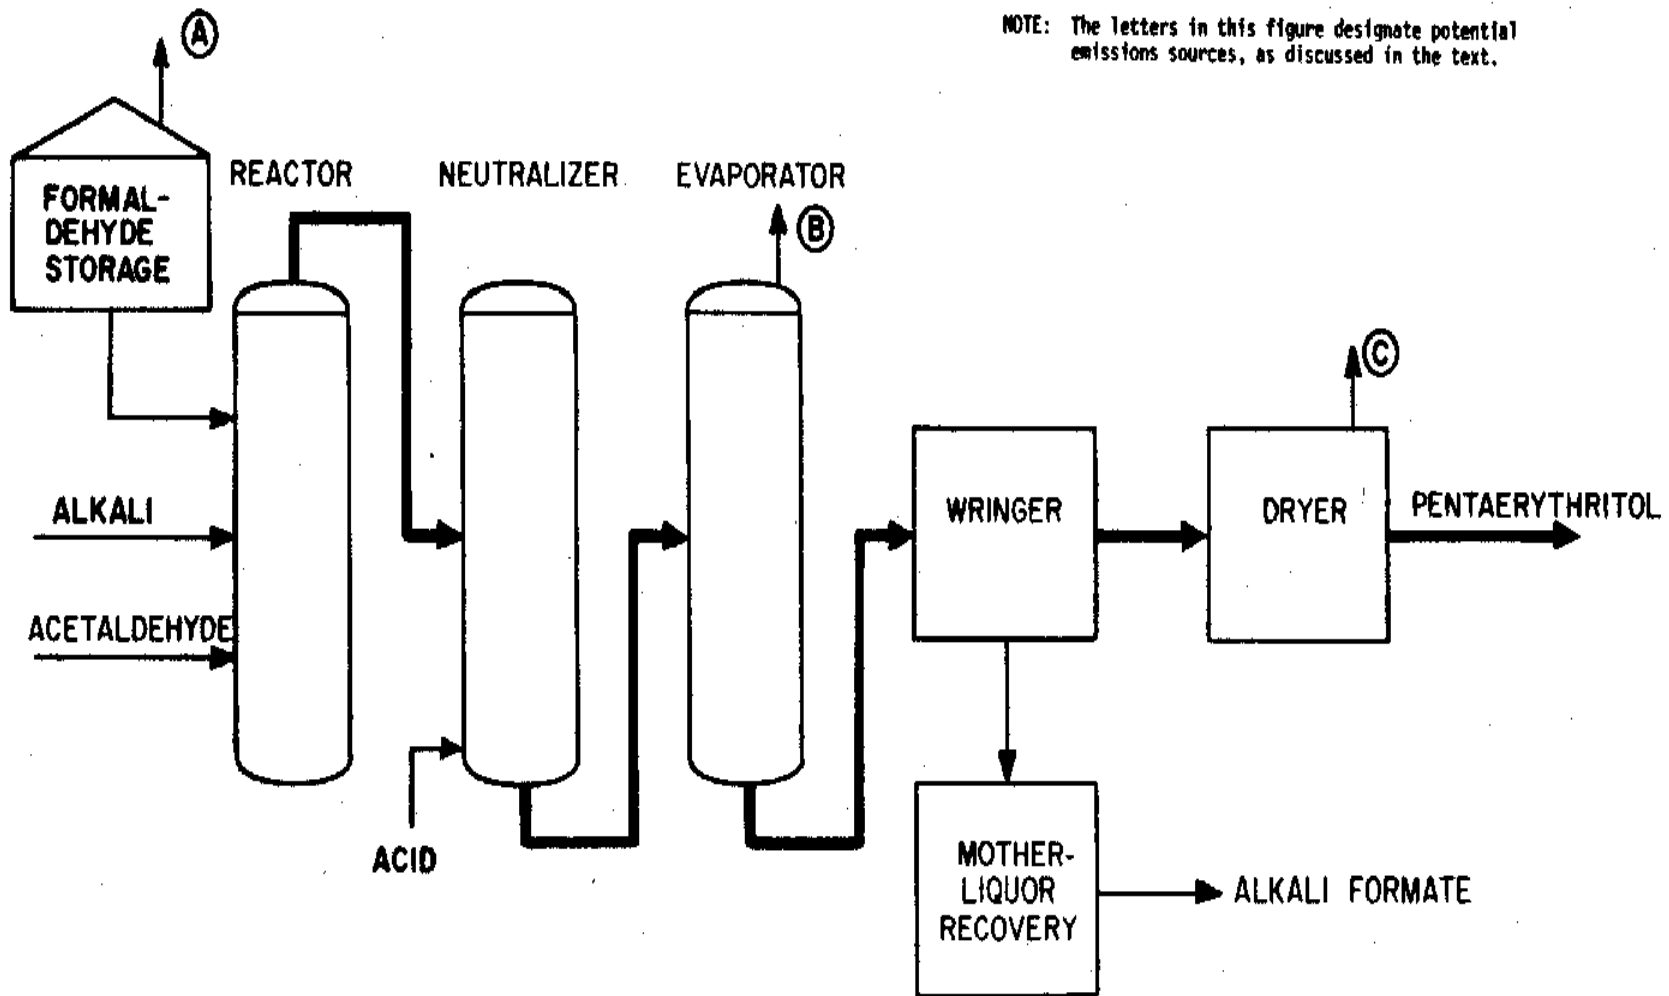 NOTE: The letters in this figure designate potential
emissions sources, as discussed in the text.
A
FORMAL-
DEHYDE
STORAGE
REACTOR
NEUTRALIZER
EVAPORATOR
B
C
ALKALI
ACETALDEHYDE
ACID
WRINGER
DRYER
PENTAERYTHRITOL
MOTHER-
LIQUOR
RECOVERY
ALKALI FORMATE